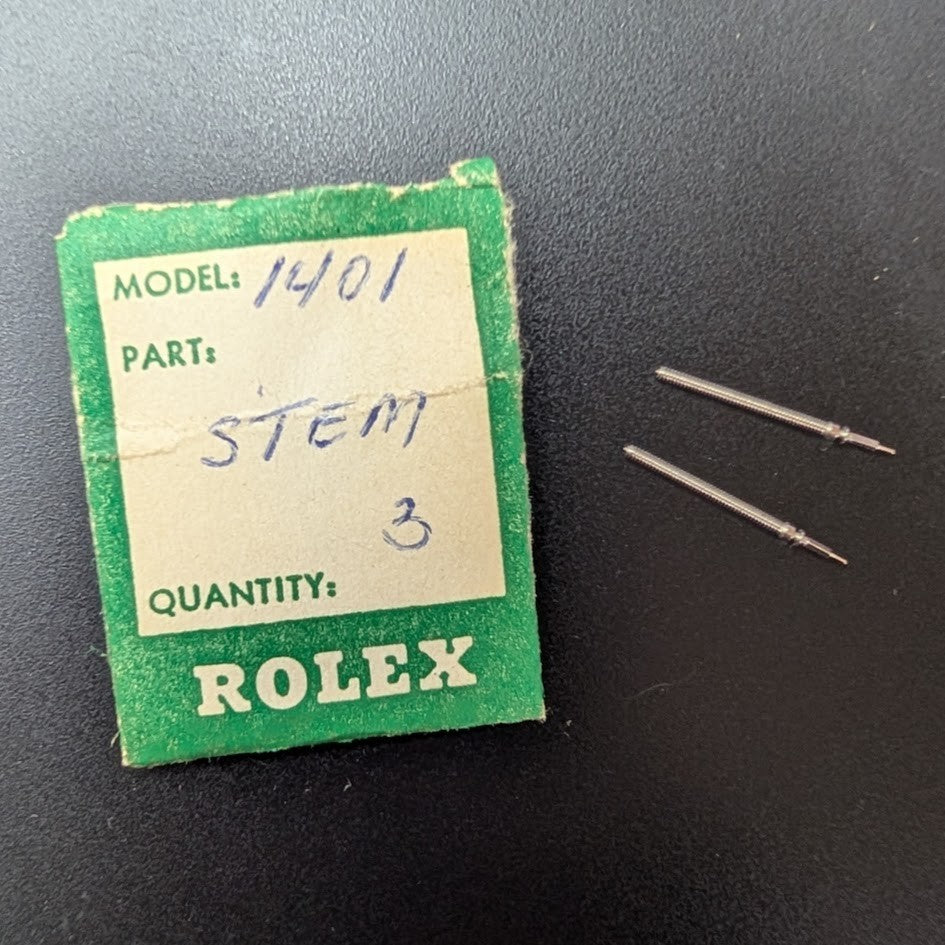 MODEL: 1401
PART:
STEM
3
QUANTITY:
ROLEX